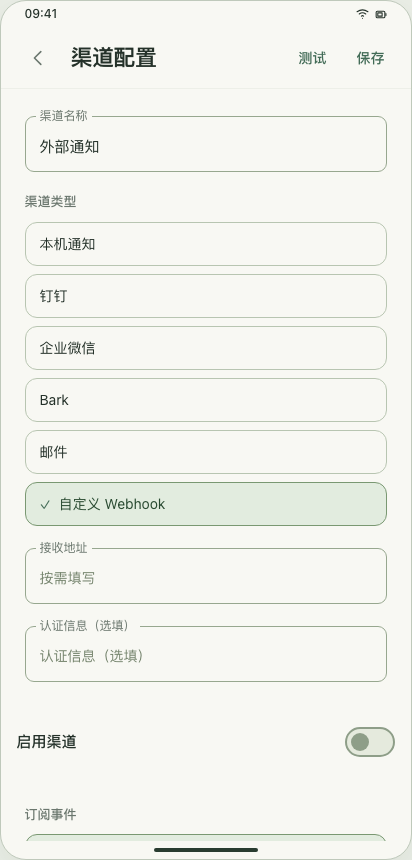 09:41
渠道配置
测试
保存
渠道名称
外部通知
渠道类型
本机通知
钉钉
企业微信
Bark
邮件
自定义 Webhook
接收地址
按需填写
认证信息（选填）
认证信息（选填）
启用渠道
订阅事件